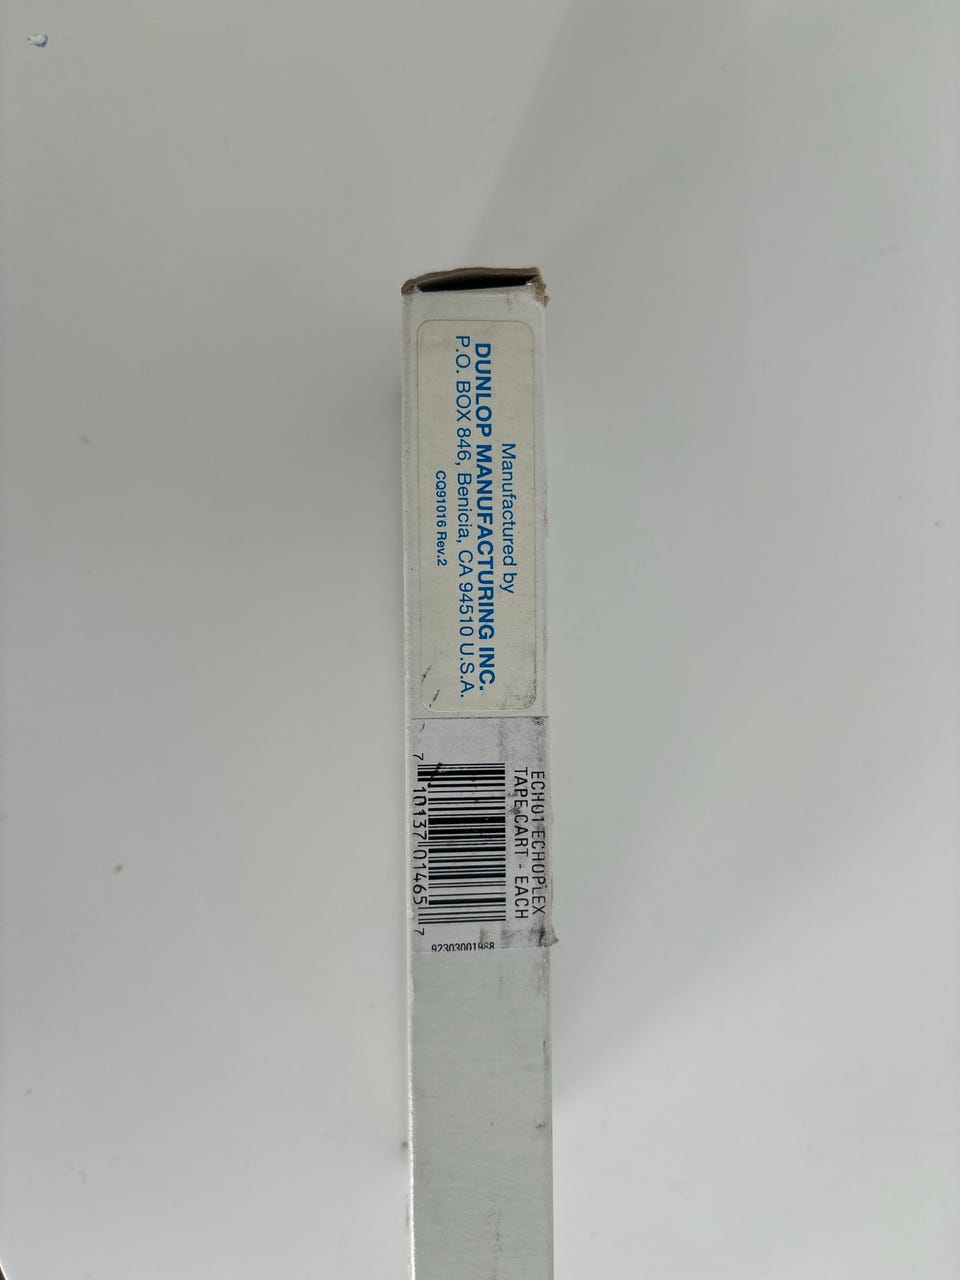 Manufactured by
DUNLOP MANUFACTURING INC.
P.O. BOX 846, Benicia, CA 94510 U.S.A.
CQ91016 Rev.2
ECH01 ECHOPLEX
TAPE CART - EACH
7 10137 01465 7
92303001988